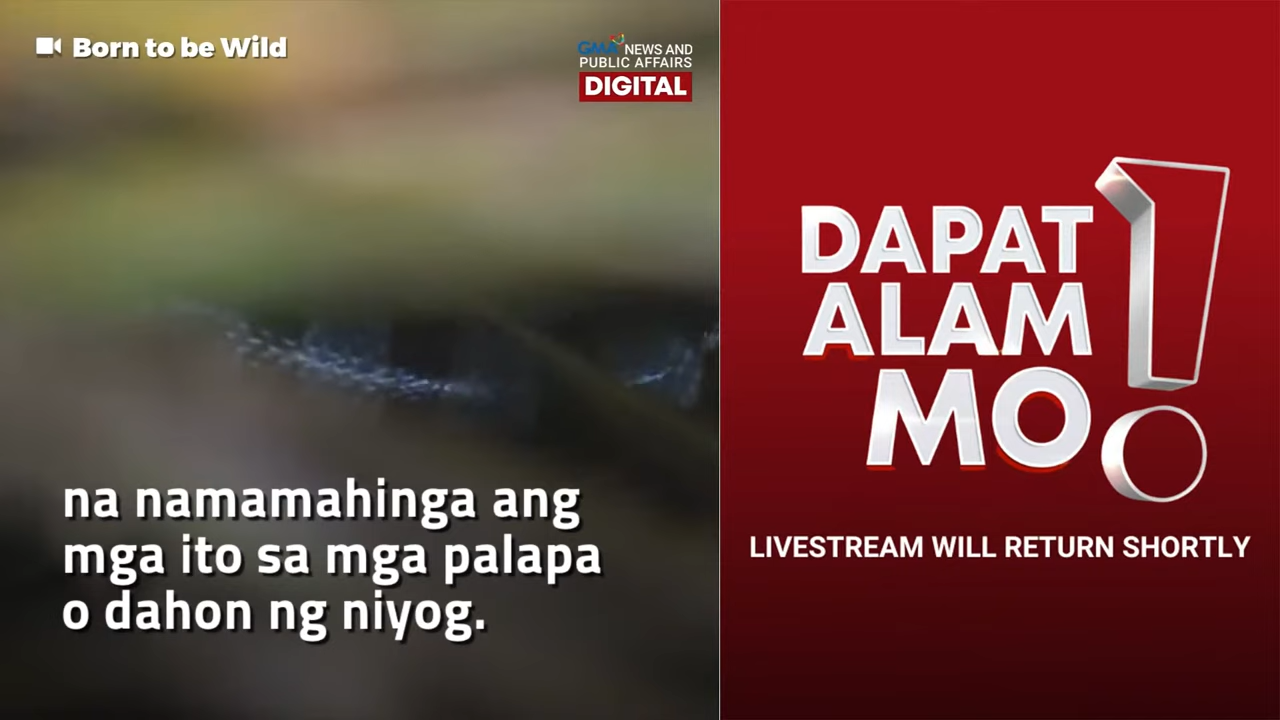 Born to be Wild
GMA NEWS AND
PUBLIC AFFAIRS
DIGITAL
na namamahinga ang
mga ito sa mga palapa
o dahon ng niyog.
DAPAT
ALAM
MO!
LIVESTREAM WILL RETURN SHORTLY